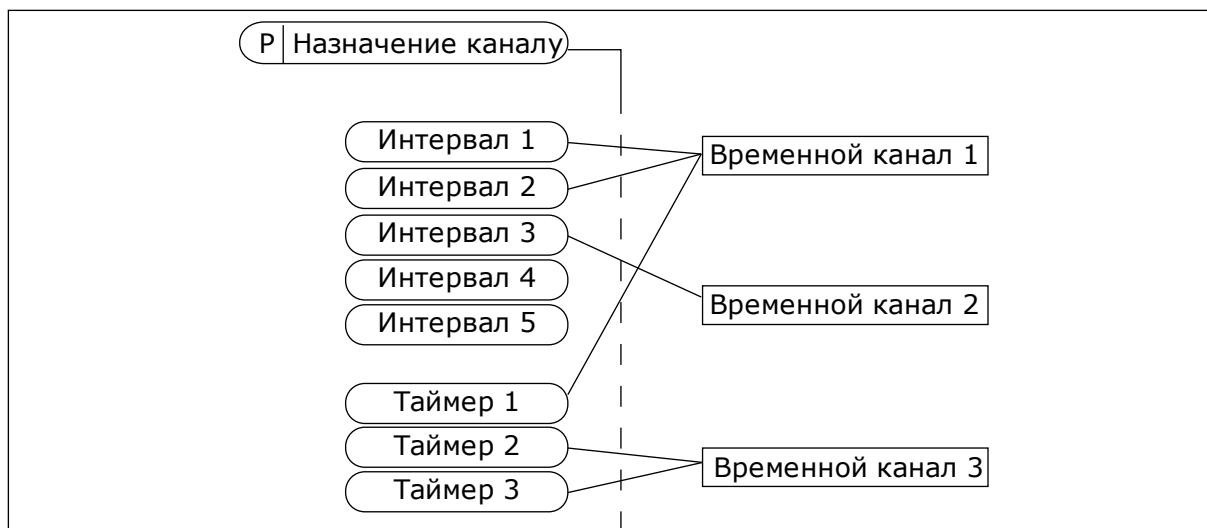 P Назначение каналу
Интервал 1
Интервал 2
Интервал 3
Интервал 4
Интервал 5
Таймер 1
Таймер 2
Таймер 3
Временной канал 1
Временной канал 2
Временной канал 3